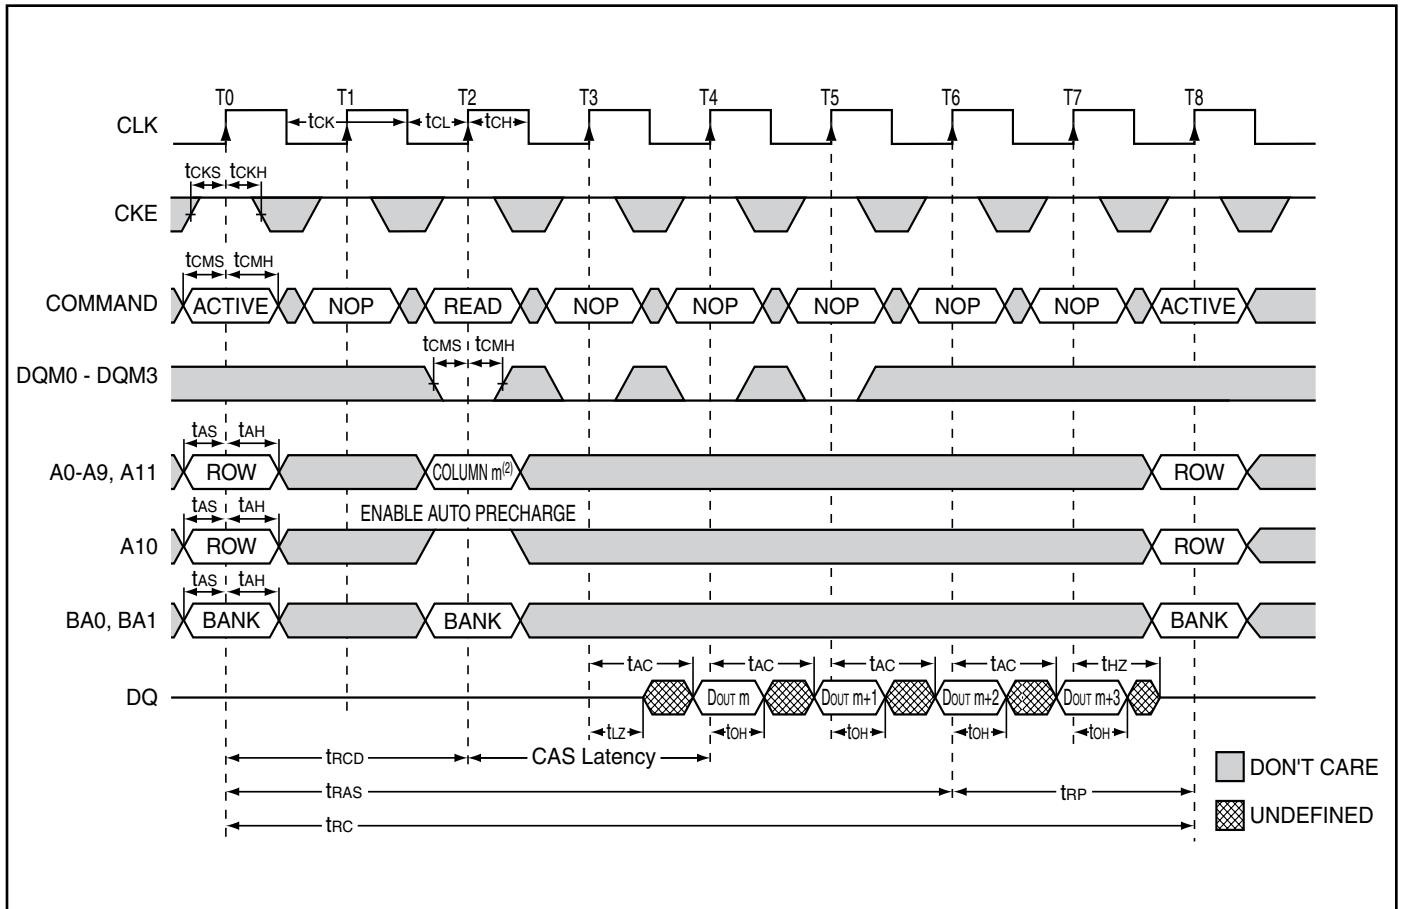 T0 T1 T2 T3 T4 T5 T6 T7 T8
CLK
tCK tCL tCH
tCKS tCKH
CKE
tCMS tCMH
COMMAND ACTIVE NOP READ NOP NOP NOP NOP NOP ACTIVE
tCMS tCMH
DQM0 - DQM3
tAS tAH
A0-A9, A11 ROW COLUMN m(2) ROW
tAS tAH
ENABLE AUTO PRECHARGE
A10 ROW ROW
tAS tAH
BA0, BA1 BANK BANK BANK
tAC tAC tAC tAC tHZ
DQ DOUT m DOUT m+1 DOUT m+2 DOUT m+3
tLZ tOH tOH tOH tOH
tRCD CAS Latency
DON'T CARE
tRAS tRP
UNDEFINED
tRC